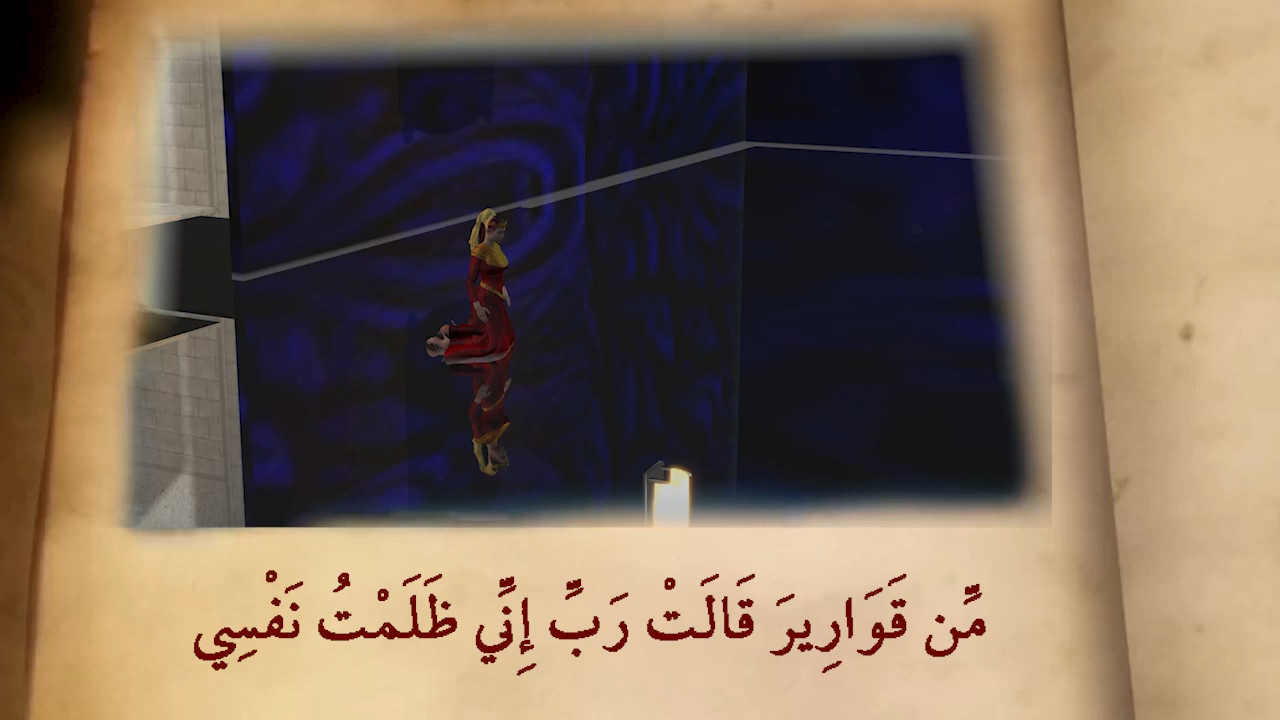 مِّن قَوَارِيرَ قَالَتْ رَبِّ إِنِّي ظَلَمْتُ نَفْسِي